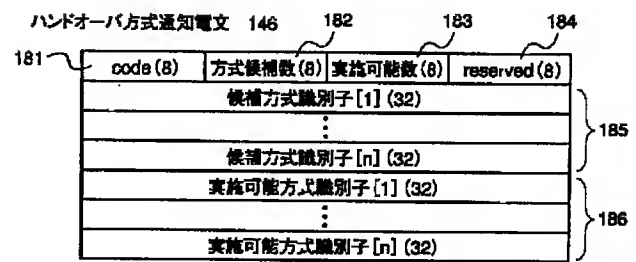 ハンドオーバ方式通知電文 146
182 183 184
181 code(8) 方式候補数(8) 実施可能数(8) reserved(8)
候補方式識別子[1](32)
候補方式識別子[n](32)
185
実施可能方式識別子[1](32)
実施可能方式識別子[n](32)
186